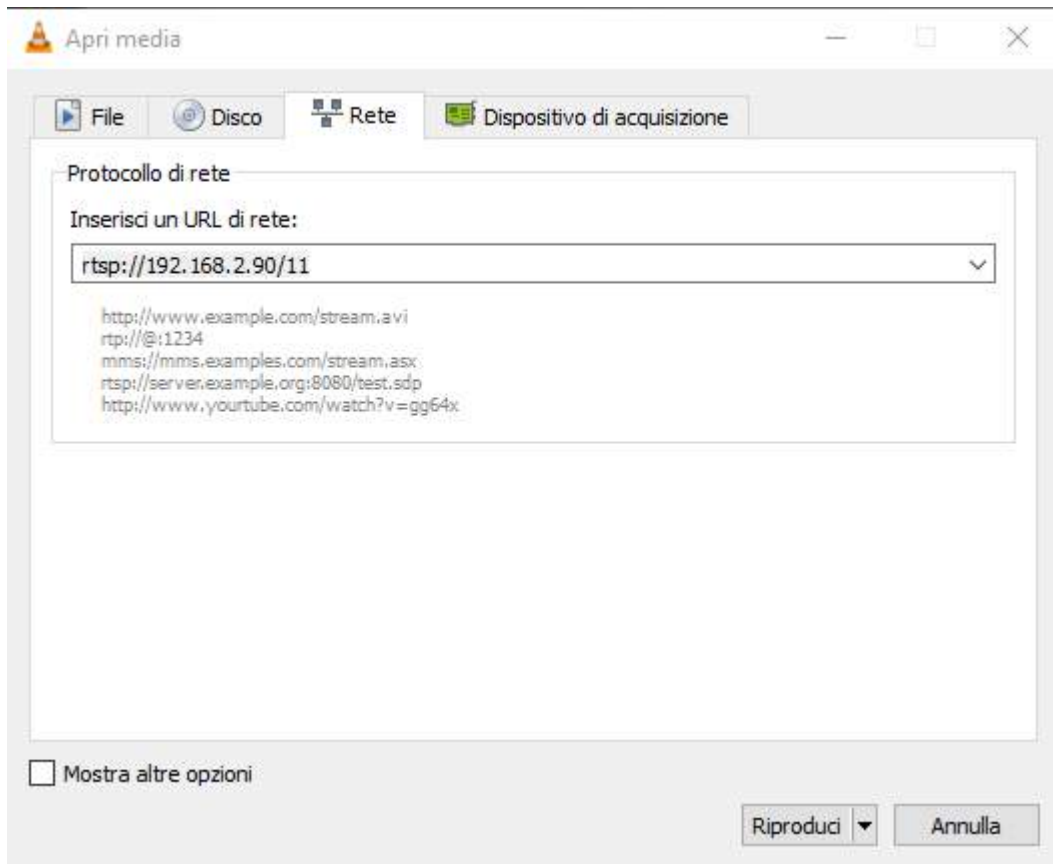 Apri media
File
Disco
Rete
Dispositivo di acquisizione
Protocollo di rete
Inserisci un URL di rete:
rtsp://192.168.2.90/11
http://www.example.com/stream.avi
rtp://@:1234
mms://mms.examples.com/stream.asx
rtsp://server.example.org:8080/test.sdp
http://www.yourtube.com/watch?v=gg64x
Mostra altre opzioni
Riproduci
Annulla